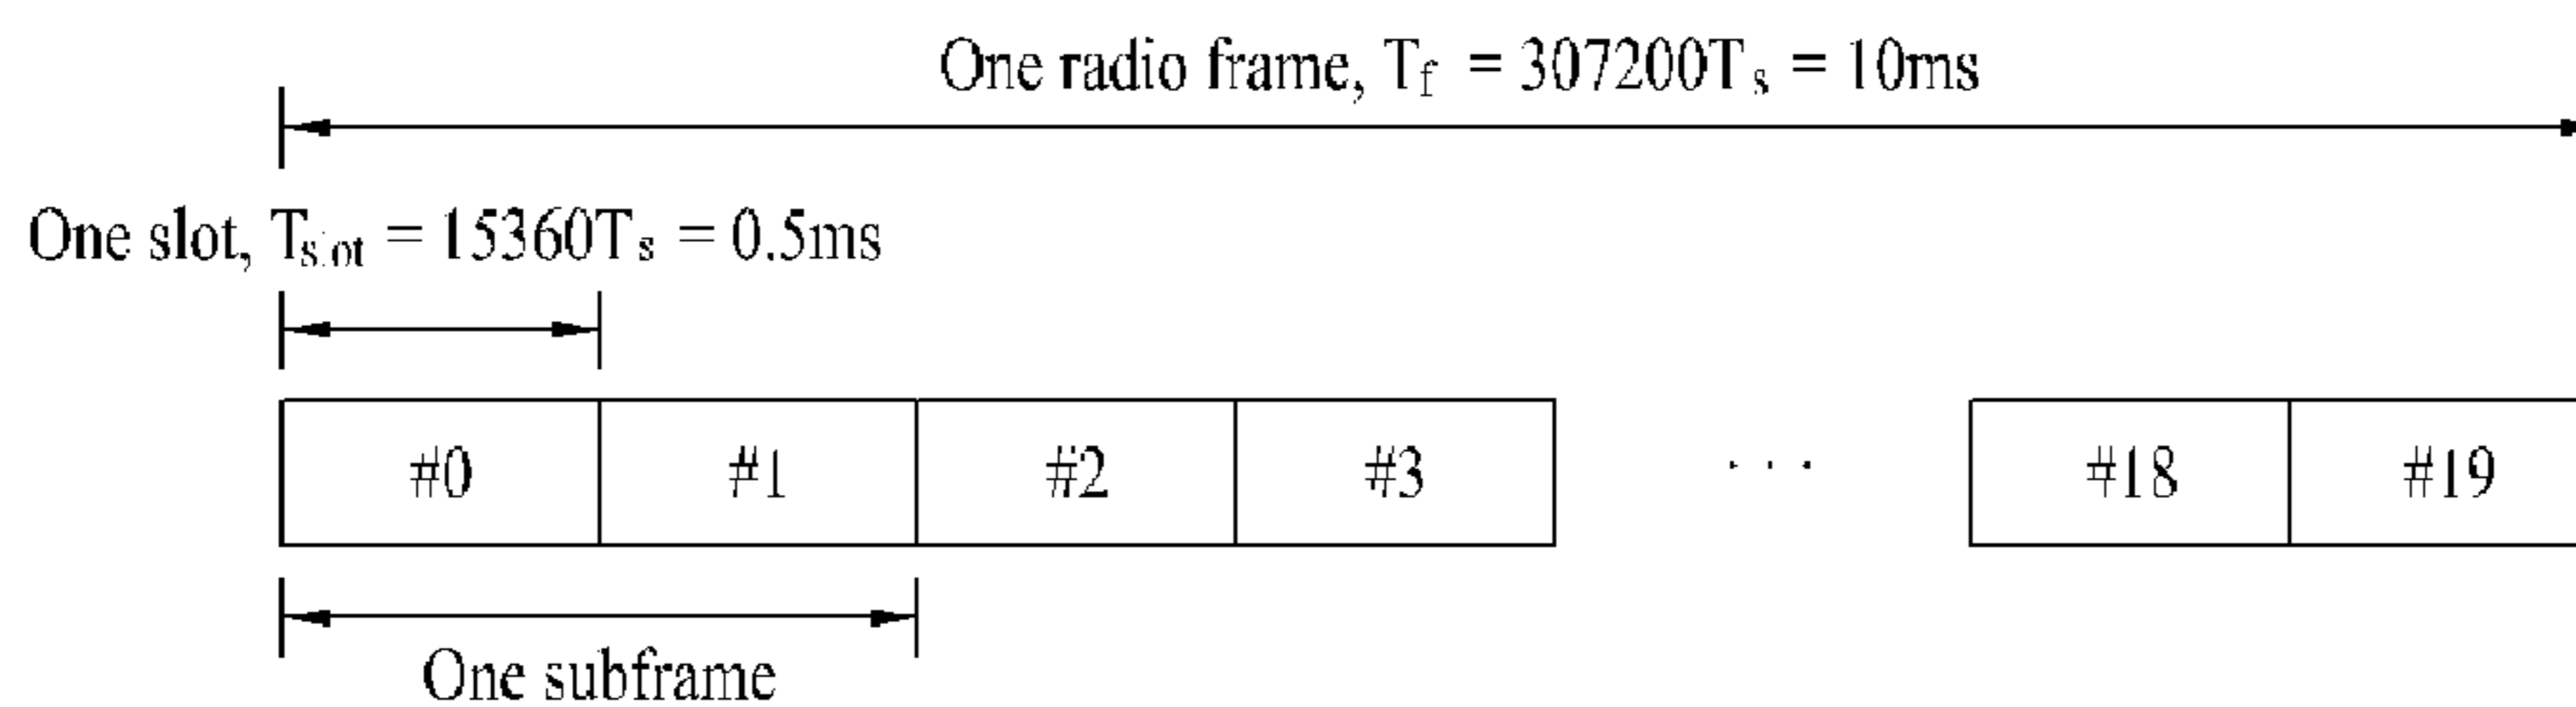 One radio frame, Tf = 307200Ts = 10ms
One slot, Tslot = 15360Ts = 0.5ms
#0 #1 #2 #3 · · · #18 #19
One subframe